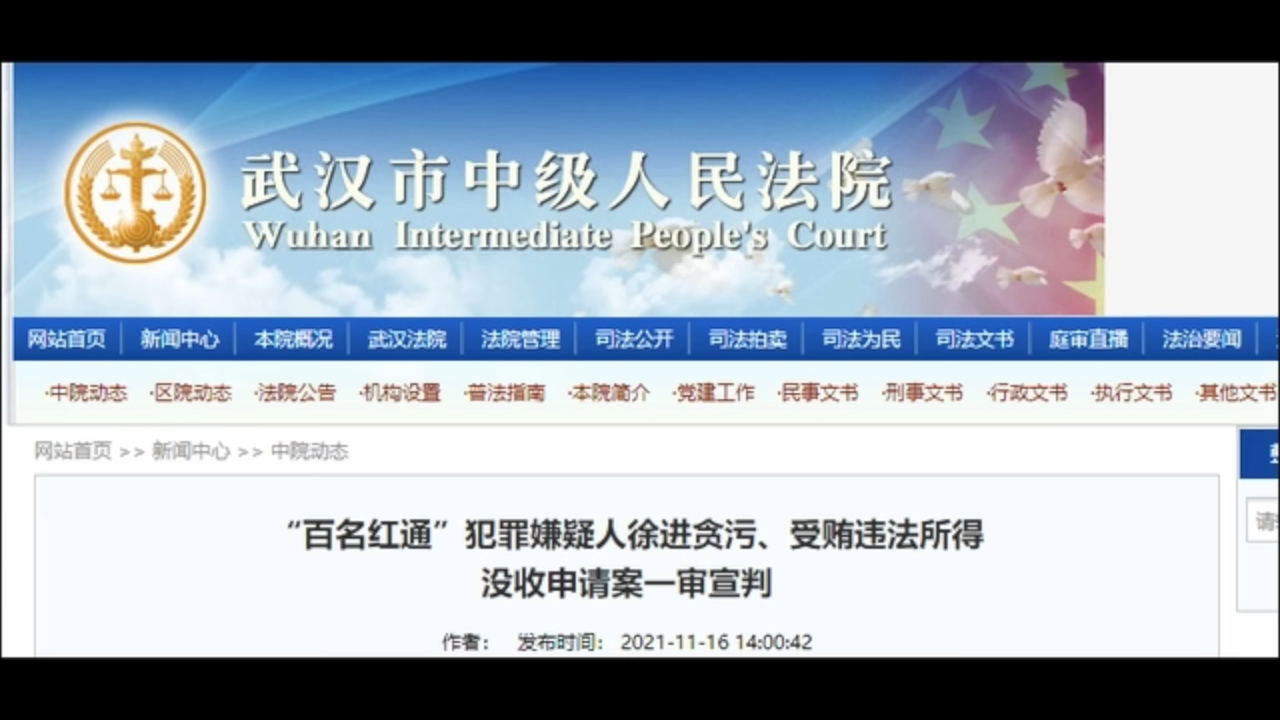 武汉市中级人民法院
Wuhan Intermediate People's Court
网站首页 新闻中心 本院概况 武汉法院 法院管理 司法公开 司法拍卖 司法为民 司法文书 庭审直播 法治要闻
·中院动态 ·区院动态 ·法院公告 ·机构设置 ·普法指南 ·本院简介 ·党建工作 ·民事文书 ·刑事文书 ·行政文书 ·执行文书 ·其他文书
网站首页 >> 新闻中心 >> 中院动态
“百名红通”犯罪嫌疑人徐进贪污、受贿违法所得
没收申请案一审宣判
作者： 发布时间： 2021-11-16 14:00:42